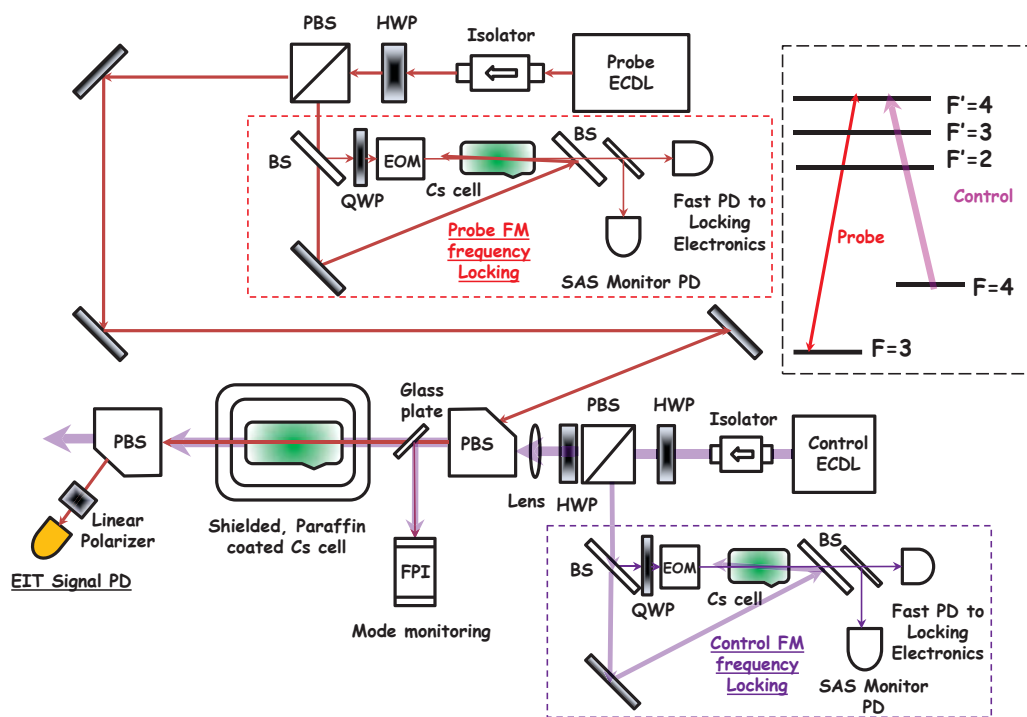 PBS
HWP
Isolator
Probe
ECDL
BS
QWP
EOM
Cs cell
BS
Fast PD to
Locking
Electronics
Probe FM
frequency
Locking
SAS Monitor PD
F'=4
F'=3
F'=2
Control
Probe
F=4
F=3
Glass
plate
PBS
Shielded, Paraffin
coated Cs cell
Linear
Polarizer
EIT Signal PD
FPI
Mode monitoring
PBS
Lens
HWP
PBS
HWP
Isolator
Control
ECDL
BS
QWP
EOM
Cs cell
BS
Fast PD to
Locking
Electronics
Control FM
frequency
Locking
SAS Monitor
PD